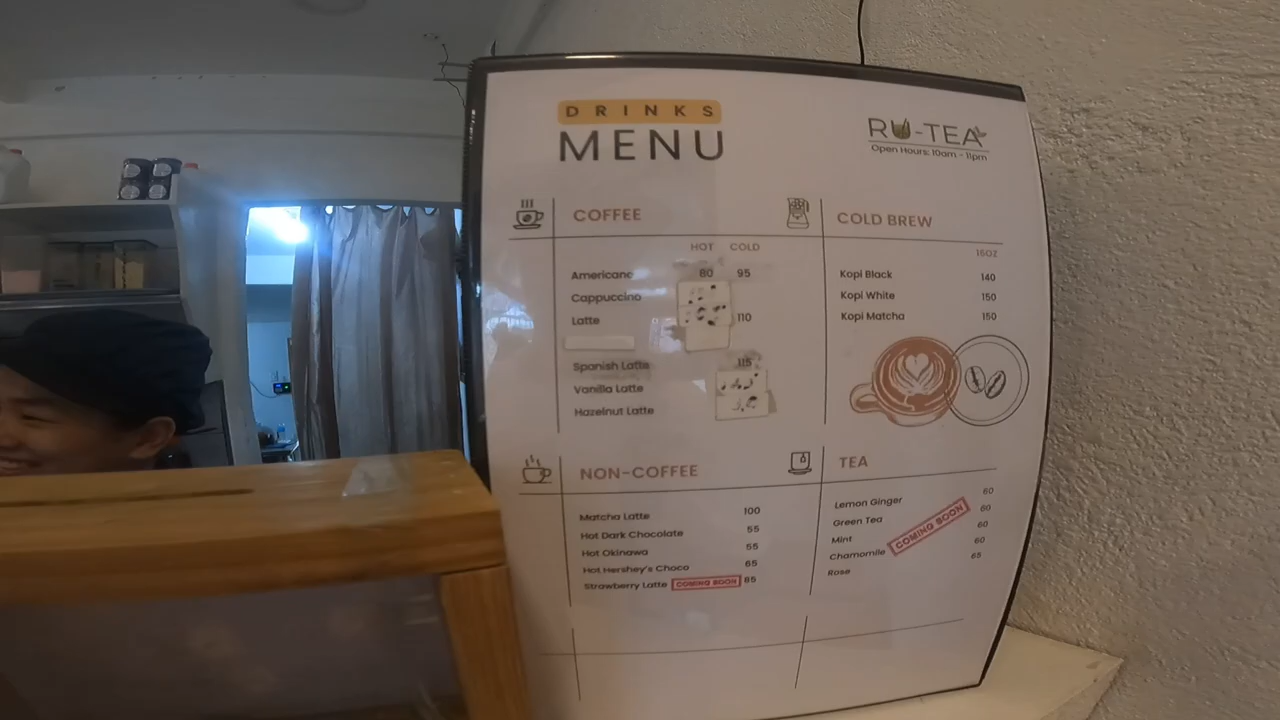 DRINKS
MENU
RU-TEA
Open Hours: 10am - 11pm
COFFEE
HOT COLD
Americano 80 95
Cappuccino
Latte 110
Spanish Latte 115
Vanilla Latte
Hazelnut Latte
COLD BREW
16OZ
Kopi Black 140
Kopi White 150
Kopi Matcha 150
NON-COFFEE
Matcha Latte 100
Hot Dark Chocolate 55
Hot Okinawa 55
Hot Hershey's Choco 65
Strawberry Latte COMING SOON 85
TEA
Lemon Ginger 60
Green Tea 60
Mint 60
Chamomile 60
Rose 65
COMING SOON